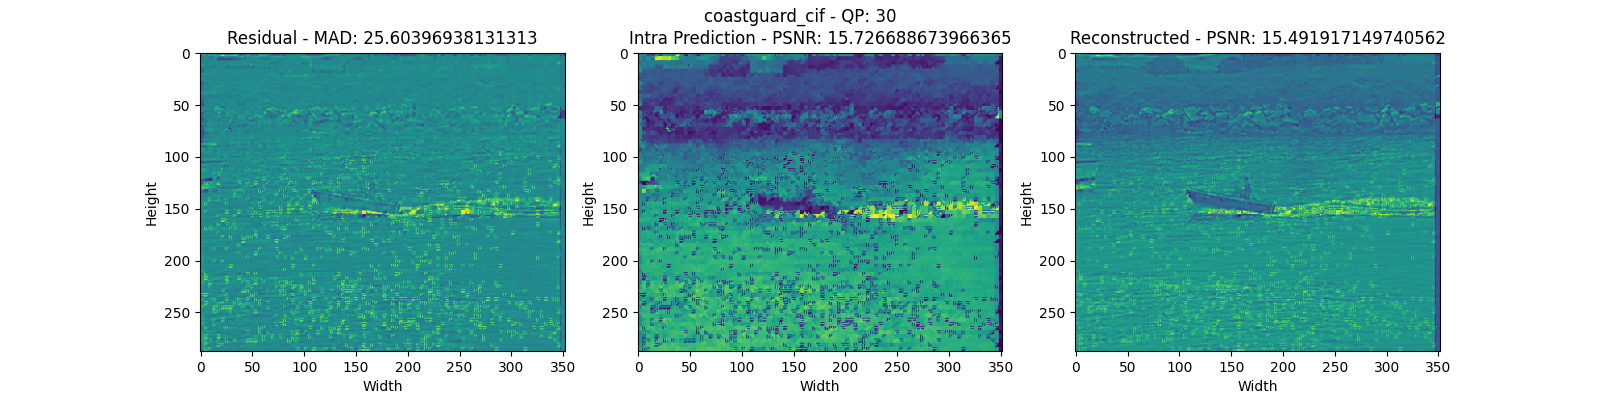 coastguard_cif - QP: 30
Residual - MAD: 25.60396938131313
Intra Prediction - PSNR: 15.726688673966365
Reconstructed - PSNR: 15.491917149740562
0
50
100
150
200
250
Height
0 50 100 150 200 250 300 350
Width
0
50
100
150
200
250
Height
0 50 100 150 200 250 300 350
Width
0
50
100
150
200
250
Height
0 50 100 150 200 250 300 350
Width